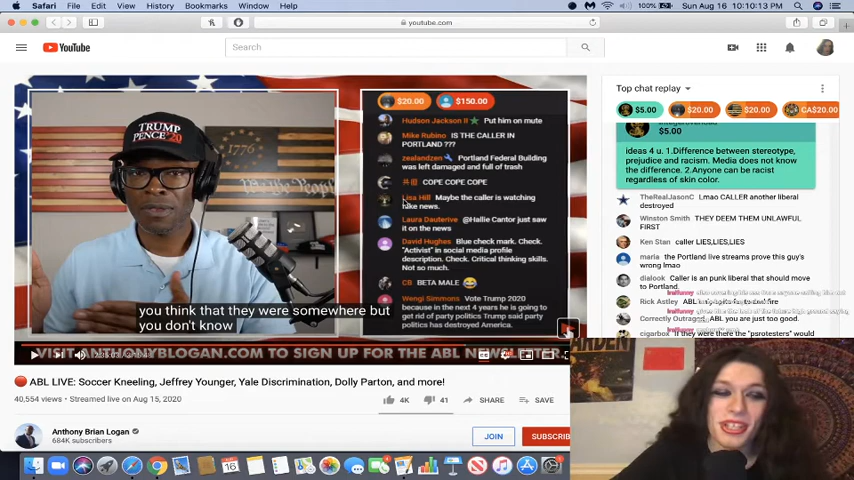 Safari File Edit View History Bookmarks Window Help 100% Sun Aug 16 10:10:13 PM
youtube.com
YouTube
Search
TRUMP
PENCE '20
1776
We the People
$20.00 $150.00
Hudson Jackson II Put him on mute
Mike Rubino IS THE CALLER IN
PORTLAND ???
zealandzen Portland Federal Building
was left damaged and full of trash
COPE COPE COPE
Lisa Hill Maybe the caller is watching
fake news.
Laura Dauterive @Hallie Cantor just saw
it on the news
David Hughes Blue check mark. Check.
"Activist" in social media profile
description. Check. Critical thinking skills.
Not so much.
CB BETA MALE
Wengi Simmons Vote Trump 2020
because in the next 4 years he is going to
get rid of party politics Trump said party
politics has destroyed America.
you think that they were somewhere but
you don't know
TO SIGN UP FOR THE ABL NEWSLETTER
ABL LIVE: Soccer Kneeling, Jeffrey Younger, Yale Discrimination, Dolly Parton, and more!
40,554 views • Streamed live on Aug 15, 2020
4K 41 SHARE SAVE
Anthony Brian Logan
684K subscribers
JOIN SUBSCRIB
Top chat replay
$5.00 $20.00 $20.00 CA$20.00
$5.00
ideas 4 u. 1.Difference between stereotype,
prejudice and racism. Media does not know
the difference. 2.Anyone can be racist
regardless of skin color.
TheRealJasonC Lmao CALLER another liberal
destroyed
Winston Smith THEY DEEM UNLAWFUL
FIRST
Ken Stan caller LIES,LIES,LIES
maria the Portland live streams prove this guy's
wrong lmao
dialook Caller is an punk liberal that should move
to Portland.
Rick Astley ABL
Correctly Outraged ABL you are just too good.
cigarbox If they were there the "psrotesters" would